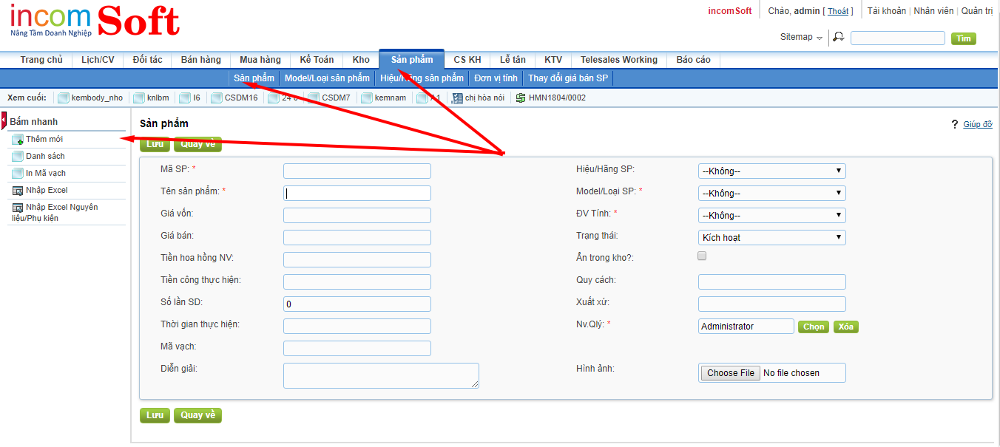 incom Soft
Nâng Tầm Doanh Nghiệp
incomSoft Chào, admin [ Thoát ] Tài khoản Nhân viên Quản trị
Sitemap Tìm
Trang chủ Lịch/CV Đối tác Bán hàng Mua hàng Kế Toán Kho Sản phẩm CS KH Lễ tân KTV Telesales Working Báo cáo
Sản phẩm Model/Loại sản phẩm Hiệu/Hãng sản phẩm Đơn vị tính Thay đổi giá bán SP
Xem cuối: kembody_nho knlbm l6 CSDM16 24 CSDM7 kemnam chị hòa nói HMN1804/0002
Bấm nhanh
Thêm mới
Danh sách
In Mã vạch
Nhập Excel
Nhập Excel Nguyên
liệu/Phụ kiện
Sản phẩm
? Giúp đỡ
Lưu Quay về
Mã SP: * Hiệu/Hãng SP: --Không--
Tên sản phẩm: * Model/Loại SP: * --Không--
Giá vốn: ĐV Tính: * --Không--
Giá bán: Trạng thái: Kích hoạt
Tiền hoa hồng NV: Ẩn trong kho?:
Tiền công thực hiện: Quy cách:
Số lần SD: 0 Xuất xứ:
Thời gian thực hiện: Nv.Qlý: * Administrator Chọn Xóa
Mã vạch:
Diễn giải: Hình ảnh: Choose File No file chosen
Lưu Quay về